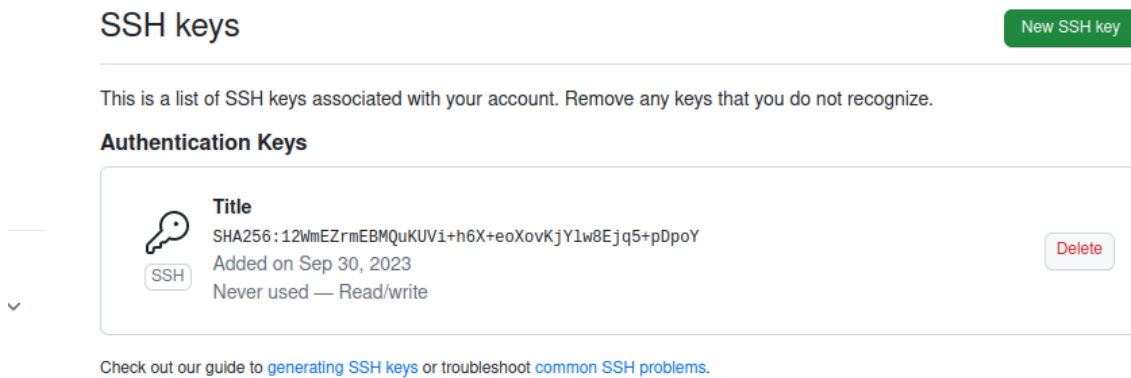 SSH keys
New SSH key
This is a list of SSH keys associated with your account. Remove any keys that you do not recognize.
Authentication Keys
Title
SHA256:12WmEZrmEBMQuKUVi+h6X+eoXovKjYlw8Ejq5+pDpoY
Added on Sep 30, 2023
Never used — Read/write
SSH
Delete
Check out our guide to generating SSH keys or troubleshoot common SSH problems.